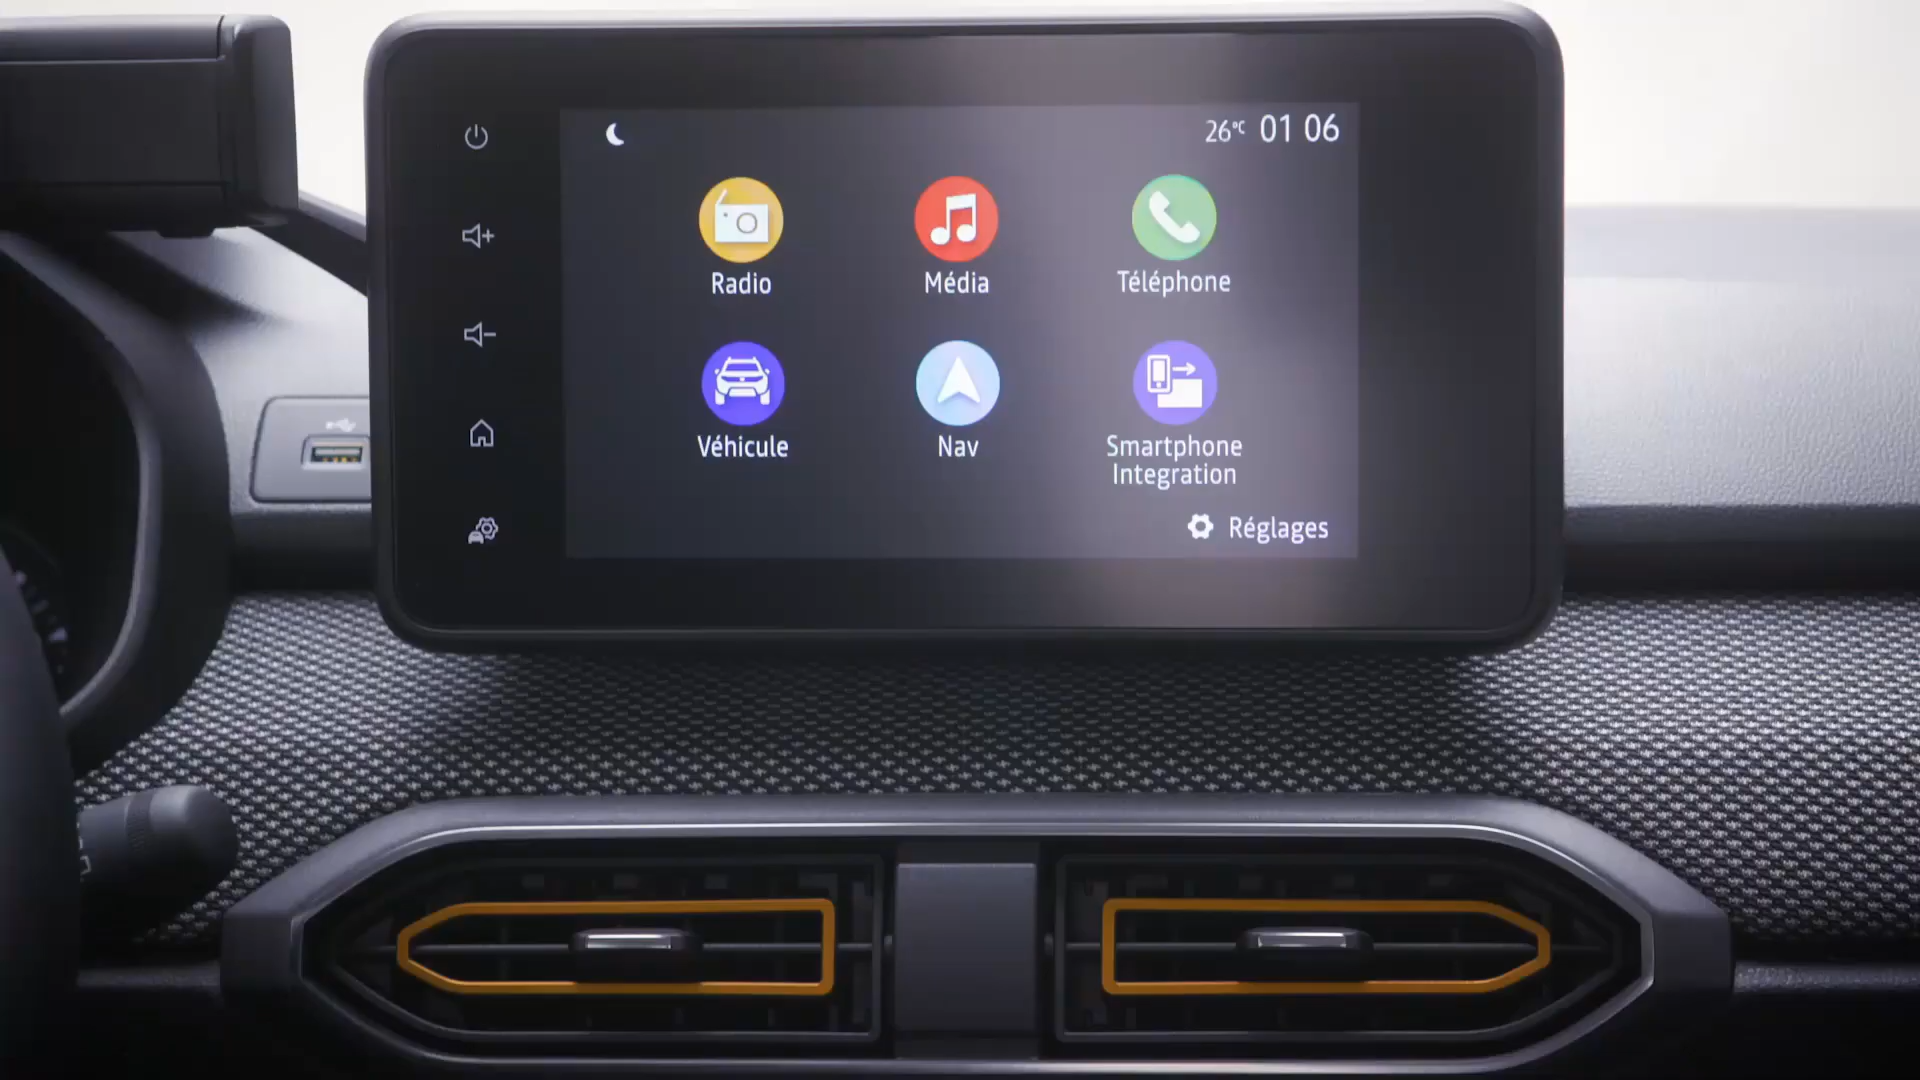 26°C 01 06
Radio
Média
Téléphone
Véhicule
Nav
Smartphone
Integration
Réglages